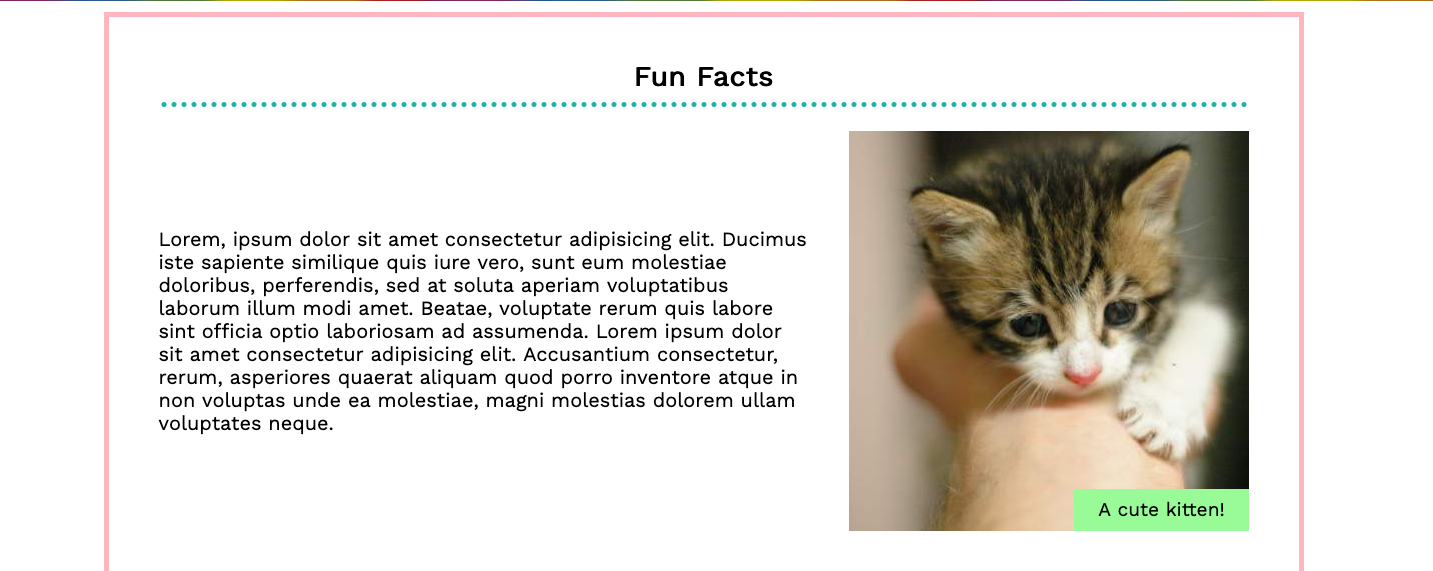 Fun Facts
Lorem, ipsum dolor sit amet consectetur adipisicing elit. Ducimus
iste sapiente similique quis iure vero, sunt eum molestiae
doloribus, perferendis, sed at soluta aperiam voluptatibus
laborum illum modi amet. Beatae, voluptate rerum quis labore
sint officia optio laboriosam ad assumenda. Lorem ipsum dolor
sit amet consectetur adipisicing elit. Accusantium consectetur,
rerum, asperiores quaerat aliquam quod porro inventore atque in
non voluptas unde ea molestiae, magni molestias dolorem ullam
voluptates neque.
A cute kitten!